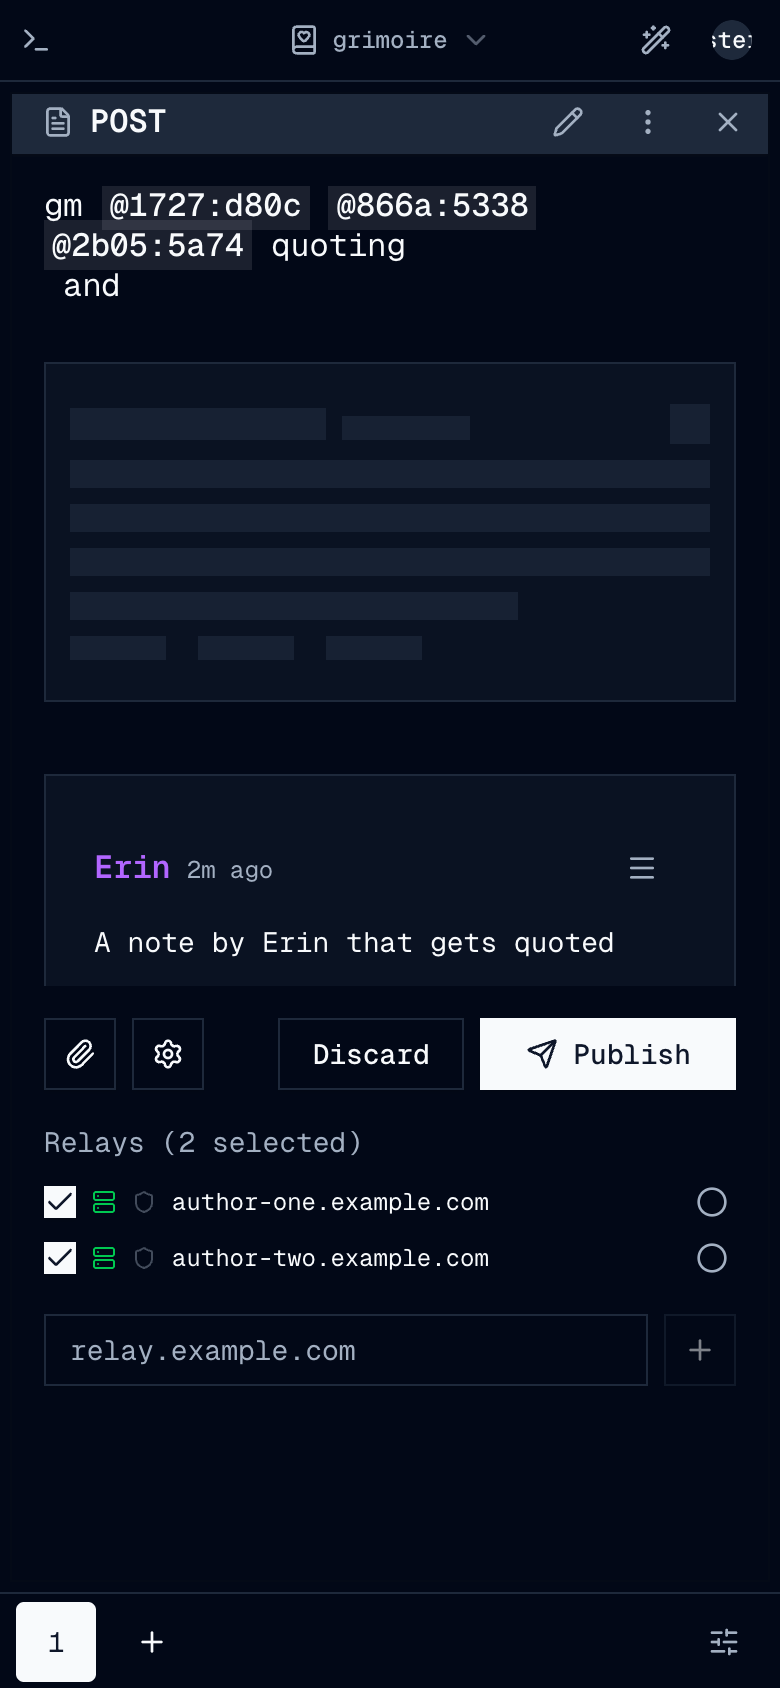 grimoire
ster
POST
gm @1727:d80c @866a:5338
@2b05:5a74 quoting
and
Erin 2m ago
A note by Erin that gets quoted
Discard
Publish
Relays (2 selected)
author-one.example.com
author-two.example.com
relay.example.com
1